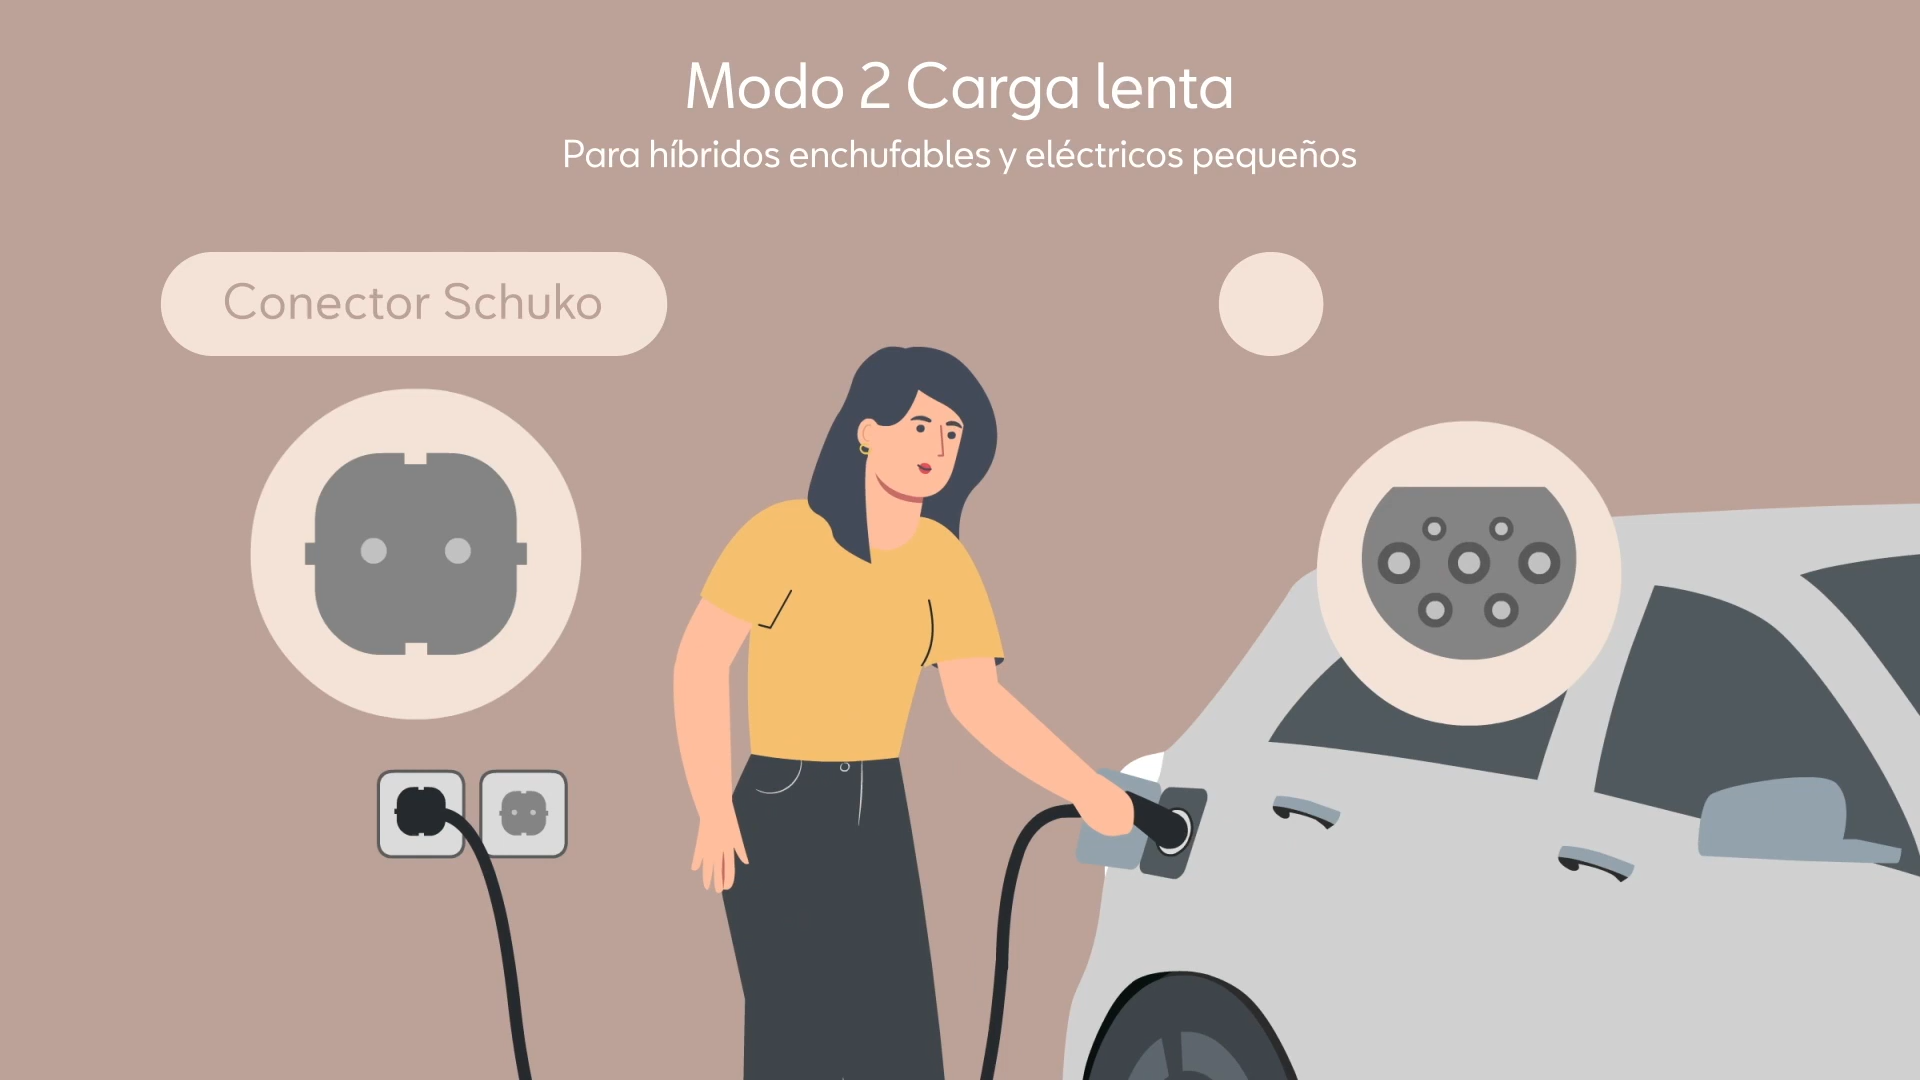 Modo 2 Carga lenta
Para híbridos enchufables y eléctricos pequeños
Conector Schuko